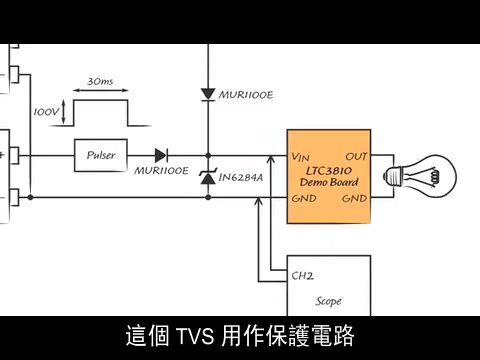 30ms
100V
MUR1100E
+
Pulser
MUR1100E
1N6284A
VIN
OUT
LTC3810
Demo Board
GND
GND
CH2
Scope
這個 TVS 用作保護電路